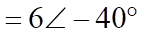 = 6∠ − 40°